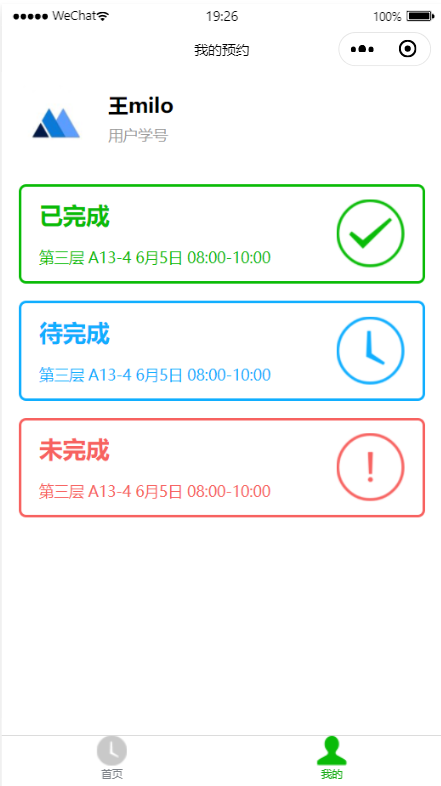 WeChat 19:26 100%
我的预约
王milo
用户学号
已完成
第三层 A13-4 6月5日 08:00-10:00
待完成
第三层 A13-4 6月5日 08:00-10:00
未完成
第三层 A13-4 6月5日 08:00-10:00
首页 我的